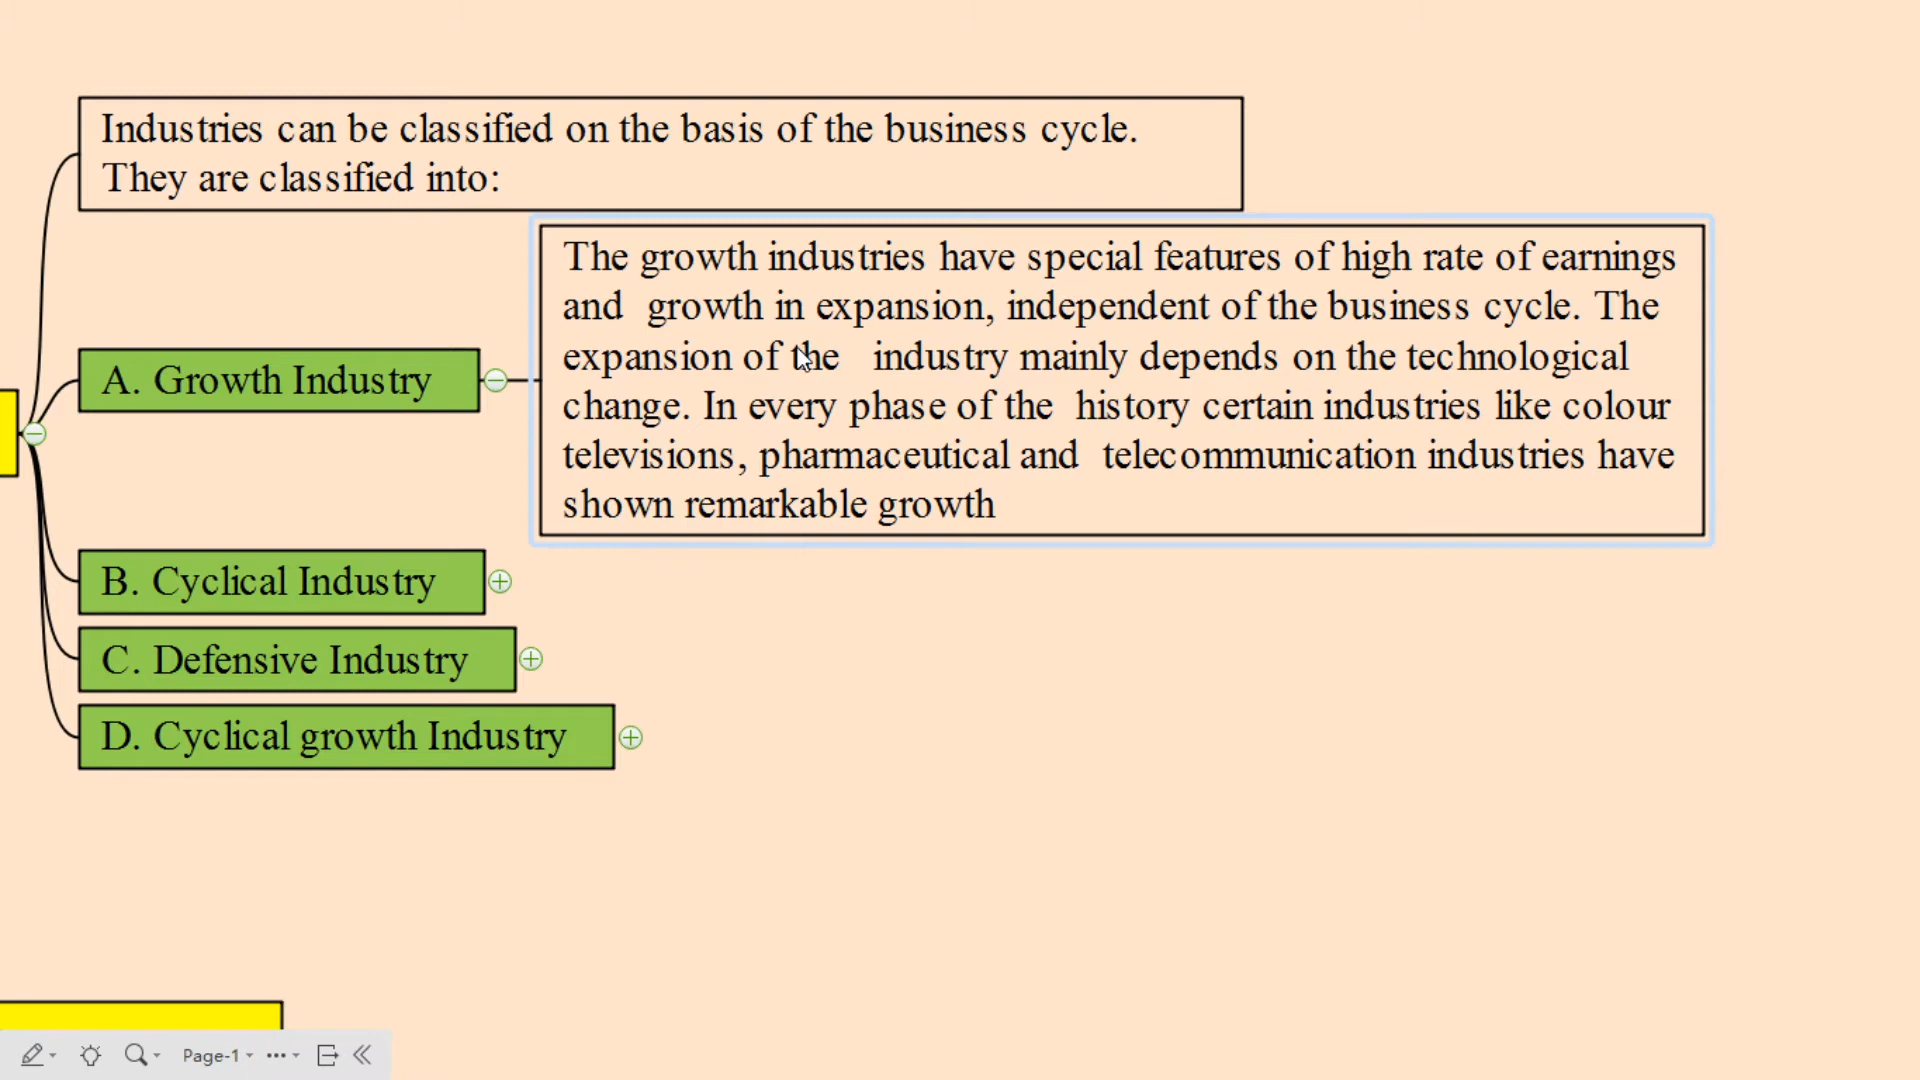 Industries can be classified on the basis of the business cycle.
They are classified into:
The growth industries have special features of high rate of earnings
and growth in expansion, independent of the business cycle. The
expansion of the industry mainly depends on the technological
change. In every phase of the history certain industries like colour
televisions, pharmaceutical and telecommunication industries have
shown remarkable growth
A. Growth Industry
B. Cyclical Industry
C. Defensive Industry
D. Cyclical growth Industry
Page-1